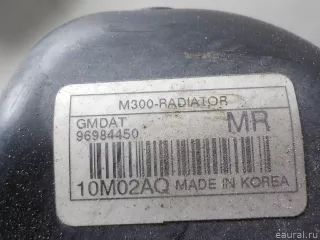 M300-RADIATOR
GMDAT MR
96984450
10M02AQ MADE IN KOREA
eaural.ru